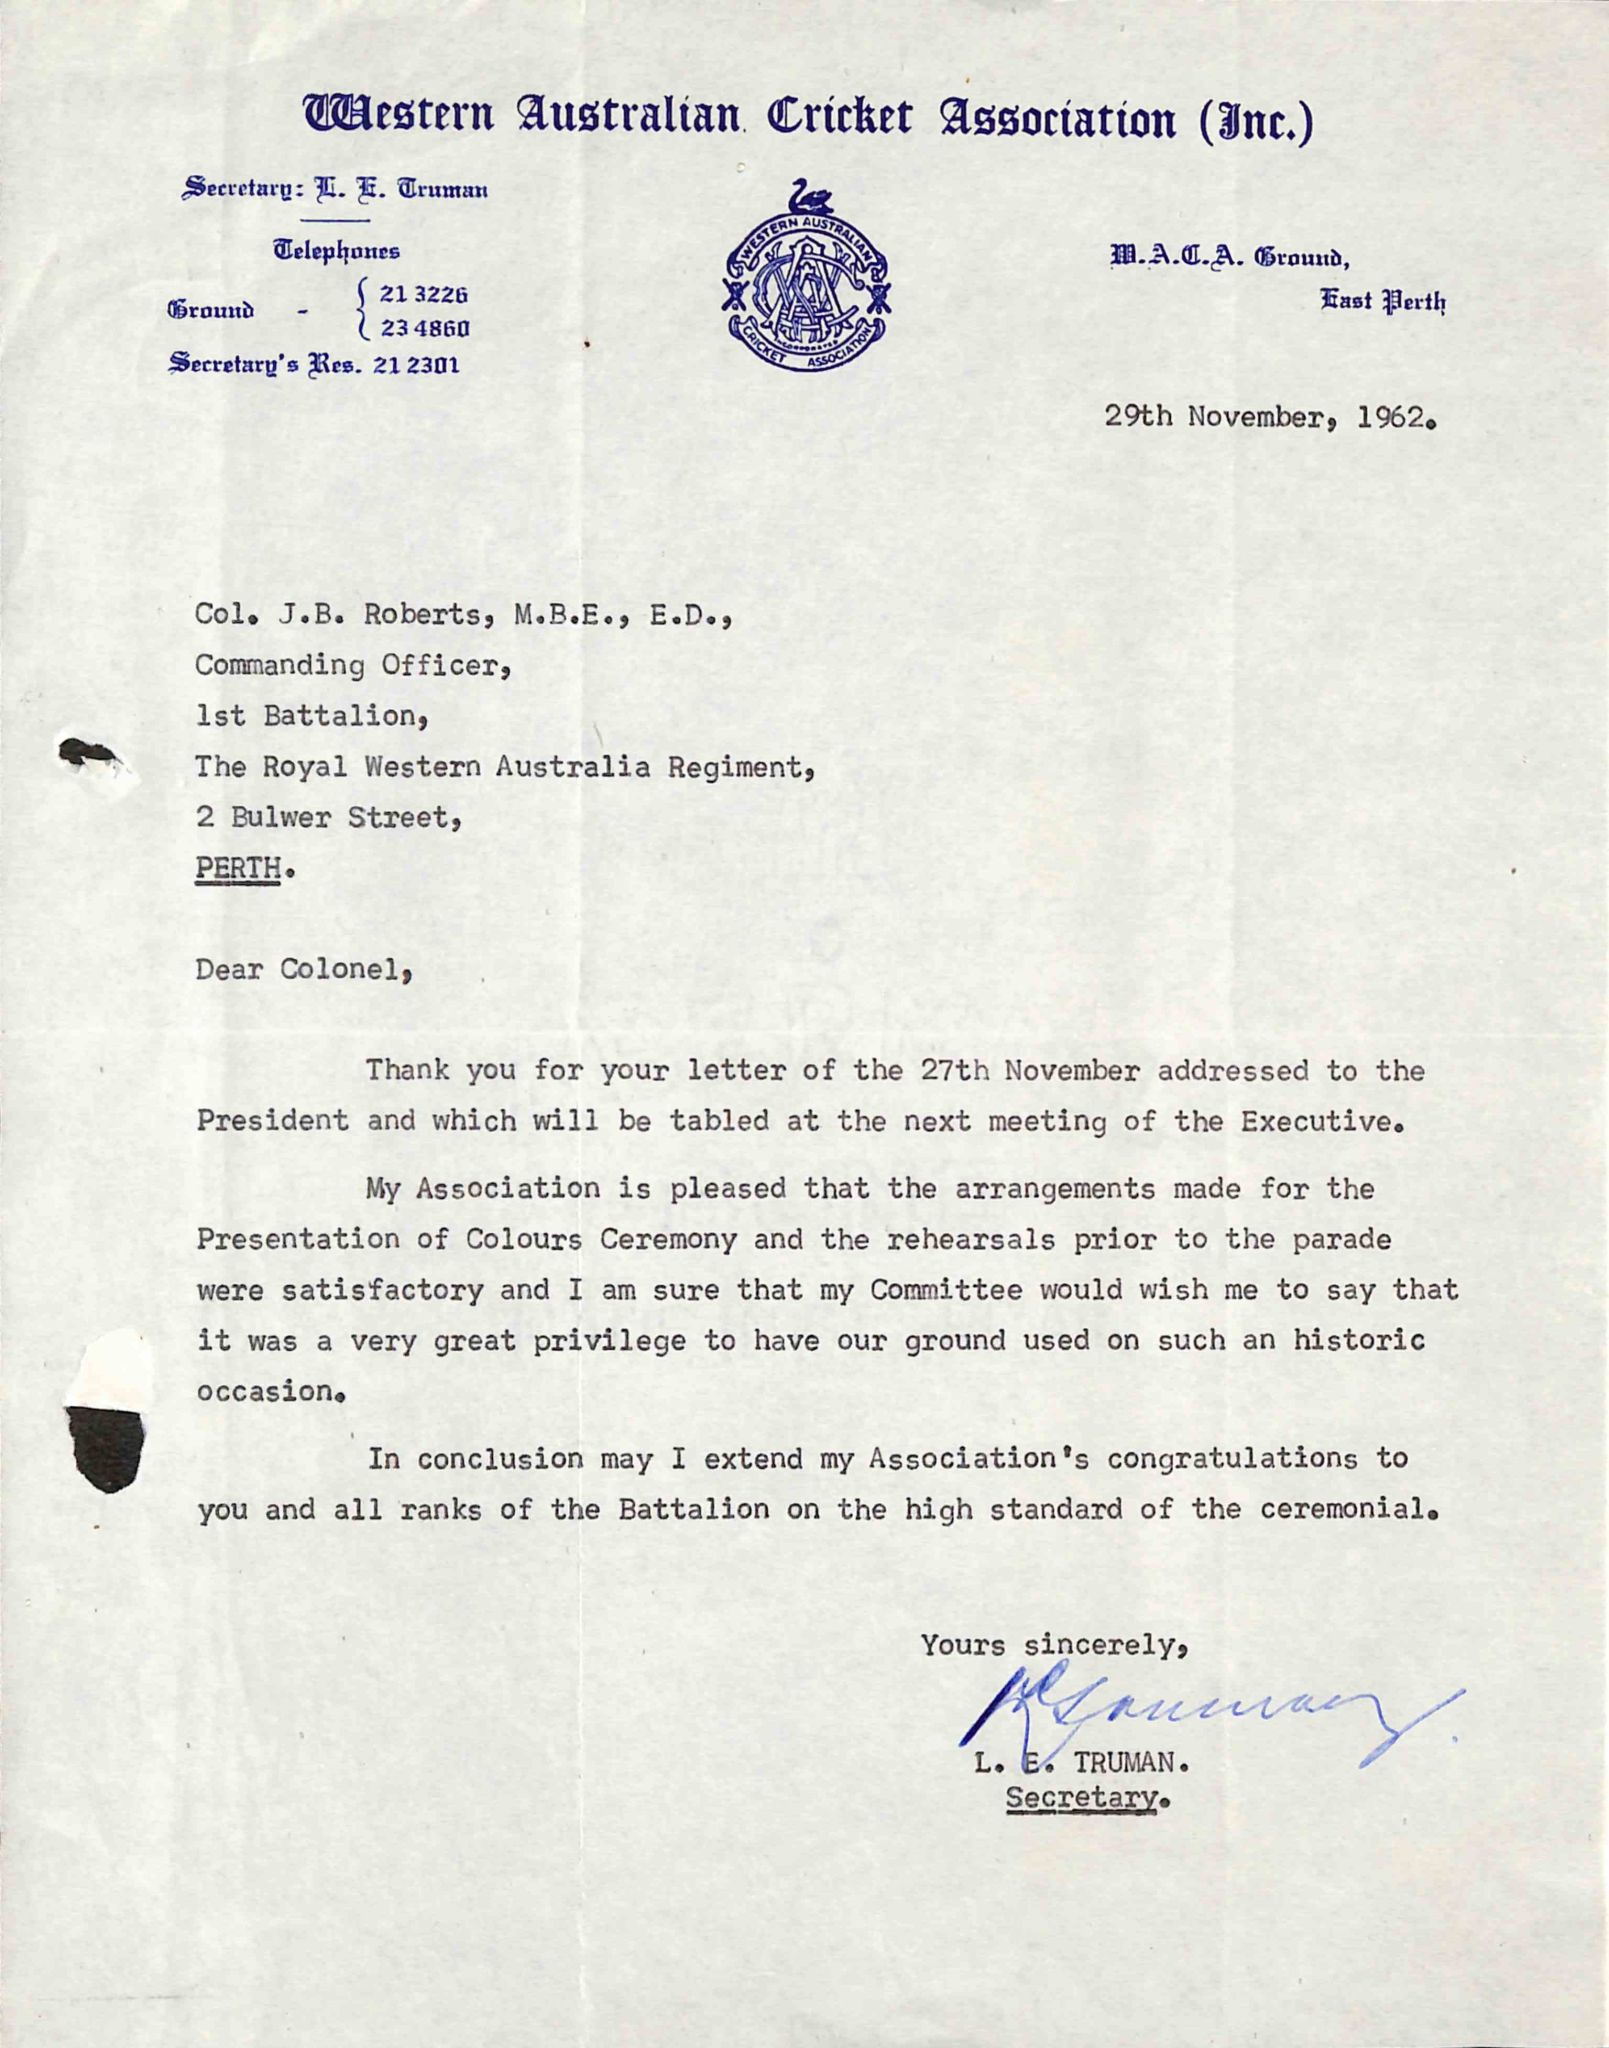 Western Australian Cricket Association (Inc.)
Secretary: L. E. Truman
Telephones
Ground - { 21 3226
23 4860
Secretary's Res. 21 2301
WESTERN AUSTRALIAN
INCORPORATED
CRICKET ASSOCIATION
W.A.C.A. Ground,
East Perth
29th November, 1962.
Col. J.B. Roberts, M.B.E., E.D.,
Commanding Officer,
1st Battalion,
The Royal Western Australia Regiment,
2 Bulwer Street,
PERTH.
Dear Colonel,
Thank you for your letter of the 27th November addressed to the
President and which will be tabled at the next meeting of the Executive.
My Association is pleased that the arrangements made for the
Presentation of Colours Ceremony and the rehearsals prior to the parade
were satisfactory and I am sure that my Committee would wish me to say that
it was a very great privilege to have our ground used on such an historic
occasion.
In conclusion may I extend my Association's congratulations to
you and all ranks of the Battalion on the high standard of the ceremonial.
Yours sincerely,
L. E. TRUMAN.
Secretary.